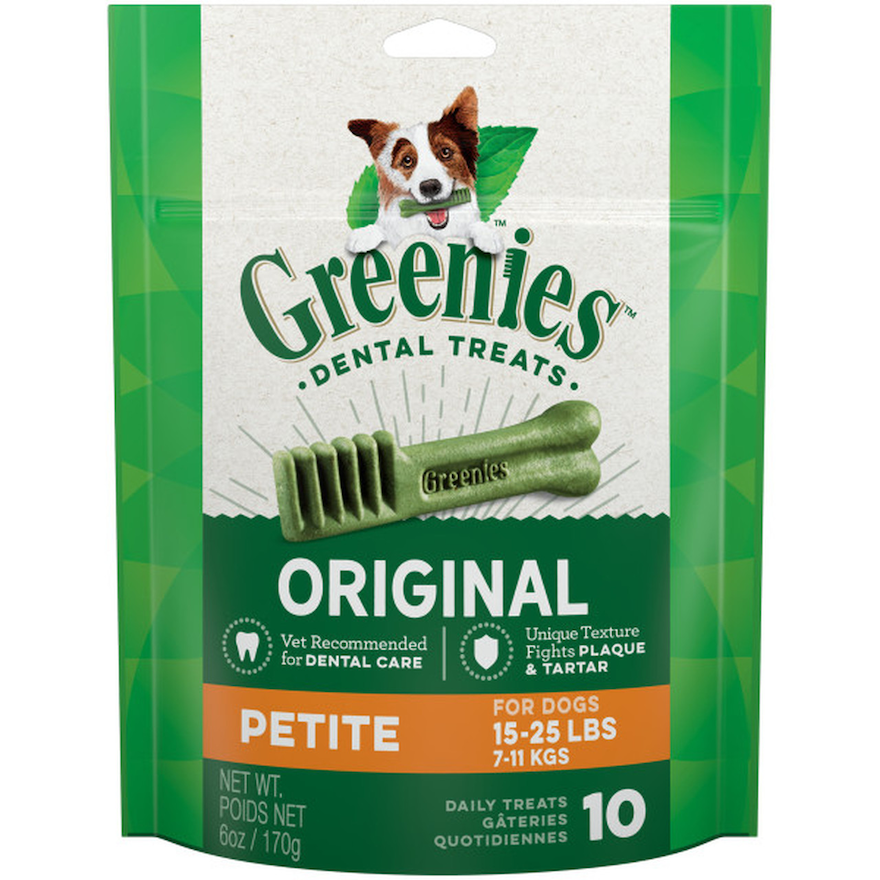 Greenies™
™
• DENTAL TREATS •
Greenies
ORIGINAL
Vet Recommended
for DENTAL CARE
Unique Texture
Fights PLAQUE
& TARTAR
PETITE
FOR DOGS
15-25 LBS
7-11 KGS
NET WT.
POIDS NET
6oz / 170g
DAILY TREATS
GÂTERIES
QUOTIDIENNES
10